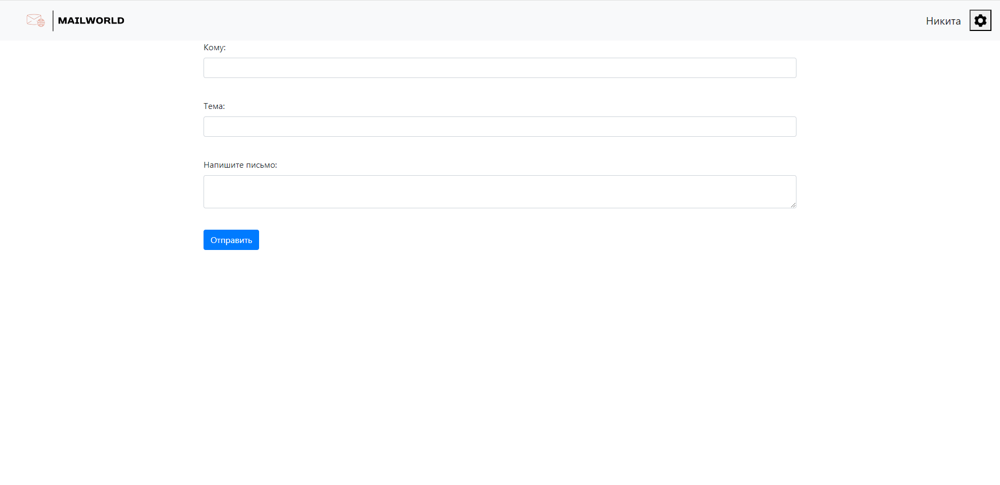 MAILWORLD
Никита
Кому:
Тема:
Напишите письмо:
Отправить